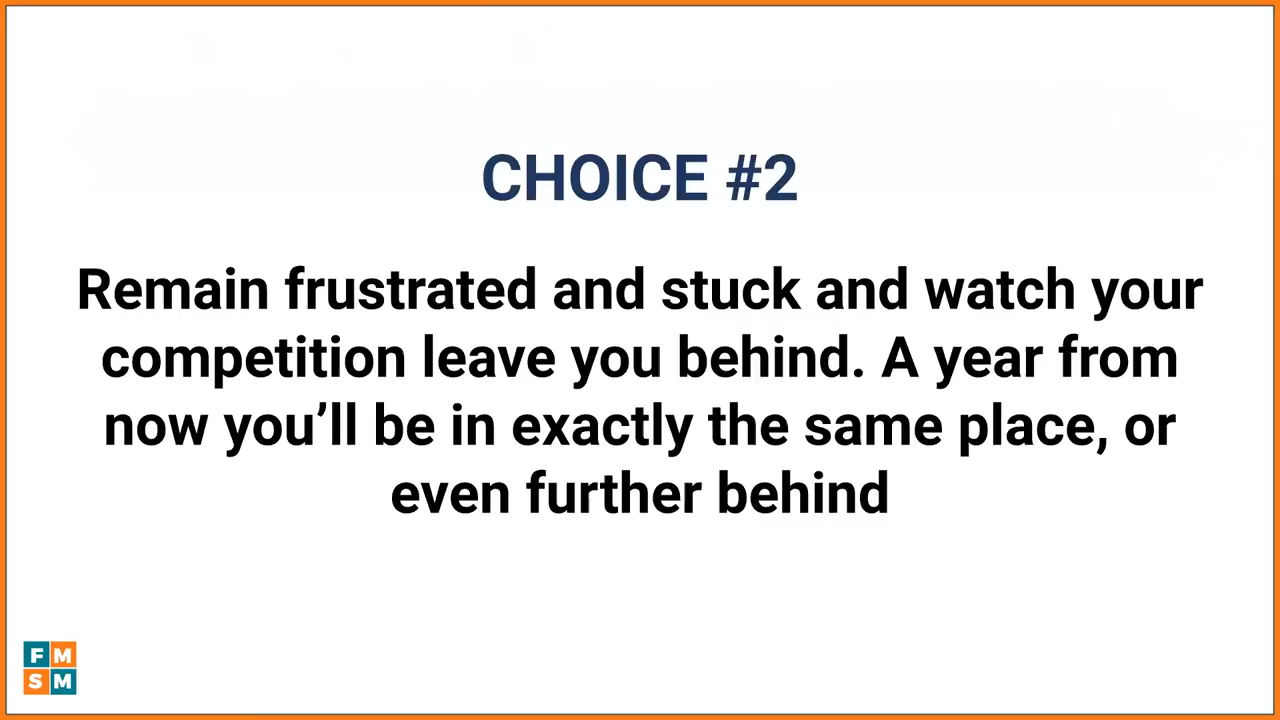 CHOICE #2
Remain frustrated and stuck and watch your
competition leave you behind. A year from
now you’ll be in exactly the same place, or
even further behind
F M
S M